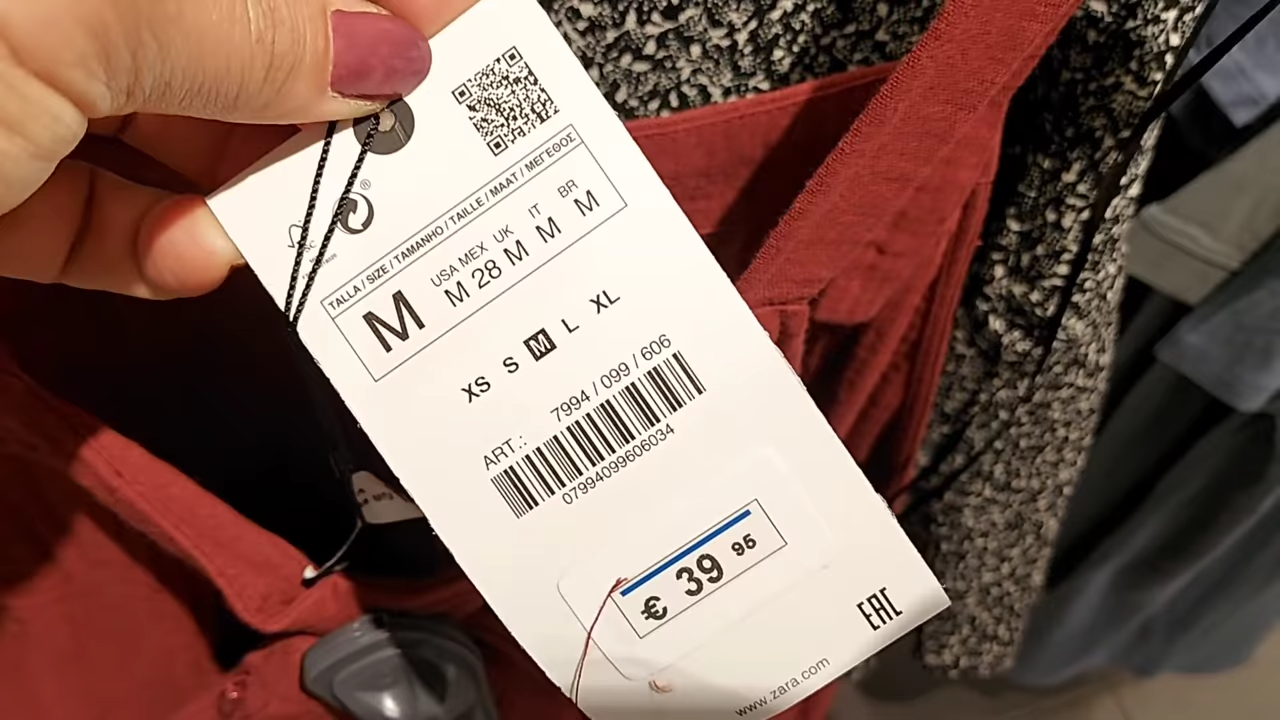 TALLA / SIZE / TAMANHO / TAILLE / MAAT / ΜΕΓΕΘΟΣ
USA MEX UK IT BR
M M 28 M M M
XS S M L XL
ART.: 7994 / 099 / 606
07994099606034
€ 39 95
EAC
www.zara.com